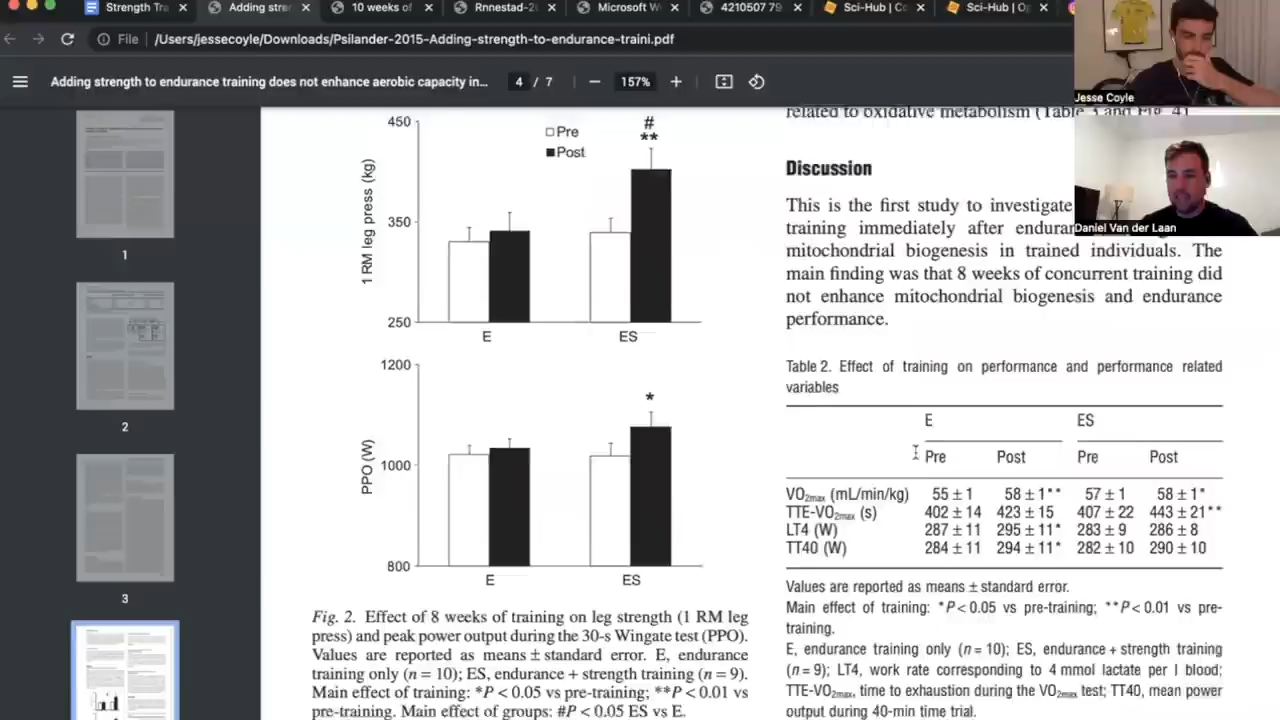 Strength Tra
Adding stre
10 weeks of
Rnnestad-2
Microsoft W
4210507 79
Sci-Hub | C
Sci-Hub | O
File
/Users/jessecoyle/Downloads/Psilander-2015-Adding-strength-to-endurance-traini.pdf
Adding strength to endurance training does not enhance aerobic capacity in...
4 / 7
157%
Jesse Coyle
Daniel Van der Laan
1
2
3
450
350
250
1 RM leg press (kg)
Pre
Post
#
**
E
ES
1200
1000
800
PPO (W)
*
E
ES
Fig. 2. Effect of 8 weeks of training on leg strength (1 RM leg
press) and peak power output during the 30-s Wingate test (PPO).
Values are reported as means ± standard error. E, endurance
training only (n = 10); ES, endurance + strength training (n = 9).
Main effect of training: *P < 0.05 vs pre-training; **P < 0.01 vs
pre-training. Main effect of groups: #P < 0.05 ES vs E.
related to oxidative metabolism (Table 3 and Fig. 4)
Discussion
This is the first study to investigate
training immediately after
mitochondrial biogenesis in trained individuals. The
main finding was that 8 weeks of concurrent training did
not enhance mitochondrial biogenesis and endurance
performance.
Table 2. Effect of training on performance and performance related
variables
E ES
Pre Post Pre Post
VO2max (mL/min/kg) 55 ± 1 58 ± 1** 57 ± 1 58 ± 1*
TTE-VO2max (s) 402 ± 14 423 ± 15 407 ± 22 443 ± 21**
LT4 (W) 287 ± 11 295 ± 11* 283 ± 9 286 ± 8
TT40 (W) 284 ± 11 294 ± 11* 282 ± 10 290 ± 10
Values are reported as means ± standard error.
Main effect of training: *P < 0.05 vs pre-training; **P < 0.01 vs pre-
training.
E, endurance training only (n = 10); ES, endurance + strength training
(n = 9); LT4, work rate corresponding to 4 mmol lactate per l blood;
TTE-VO2max, time to exhaustion during the VO2max test; TT40, mean power
output during 40-min time trial.